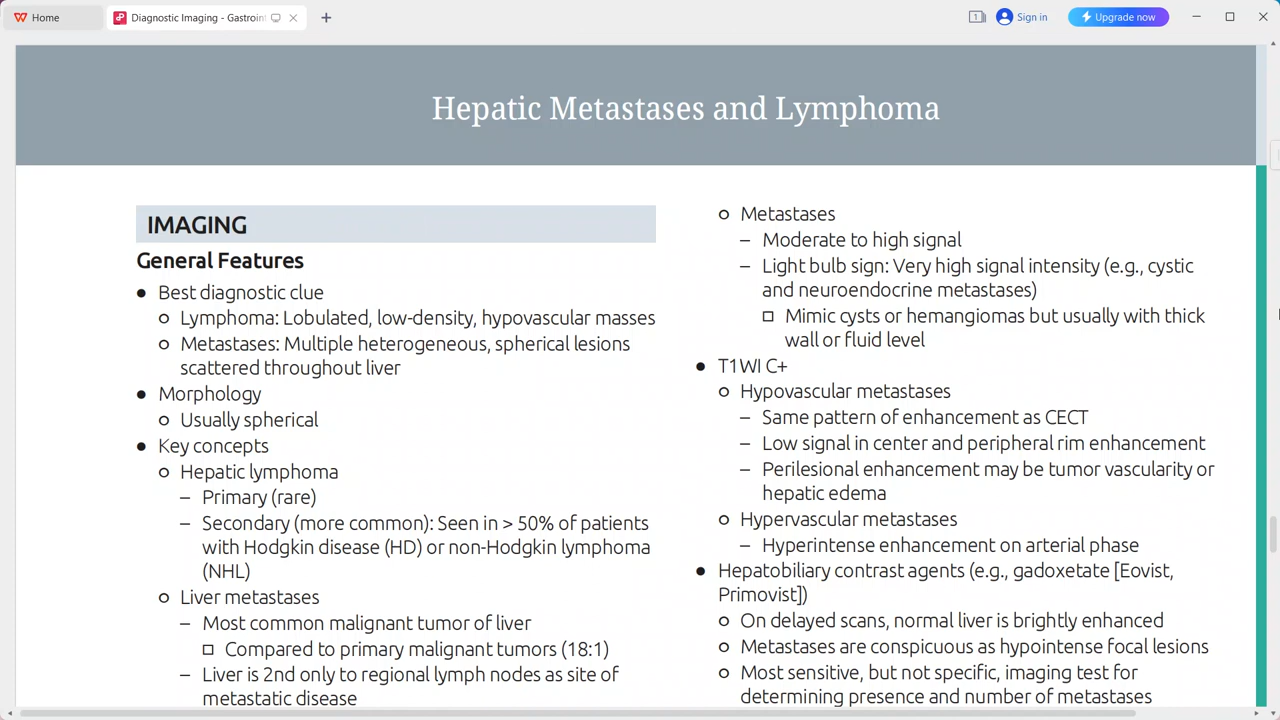 Home
Diagnostic Imaging - Gastroint
1
Sign in
Upgrade now
Hepatic Metastases and Lymphoma
IMAGING
General Features
● Best diagnostic clue
○ Lymphoma: Lobulated, low-density, hypovascular masses
○ Metastases: Multiple heterogeneous, spherical lesions
scattered throughout liver
● Morphology
○ Usually spherical
● Key concepts
○ Hepatic lymphoma
– Primary (rare)
– Secondary (more common): Seen in > 50% of patients
with Hodgkin disease (HD) or non-Hodgkin lymphoma
(NHL)
○ Liver metastases
– Most common malignant tumor of liver
□ Compared to primary malignant tumors (18:1)
– Liver is 2nd only to regional lymph nodes as site of
metastatic disease
○ Metastases
– Moderate to high signal
– Light bulb sign: Very high signal intensity (e.g., cystic
and neuroendocrine metastases)
□ Mimic cysts or hemangiomas but usually with thick
wall or fluid level
● T1WI C+
○ Hypovascular metastases
– Same pattern of enhancement as CECT
– Low signal in center and peripheral rim enhancement
– Perilesional enhancement may be tumor vascularity or
hepatic edema
○ Hypervascular metastases
– Hyperintense enhancement on arterial phase
● Hepatobiliary contrast agents (e.g., gadoxetate [Eovist,
Primovist])
○ On delayed scans, normal liver is brightly enhanced
○ Metastases are conspicuous as hypointense focal lesions
○ Most sensitive, but not specific, imaging test for
determining presence and number of metastases